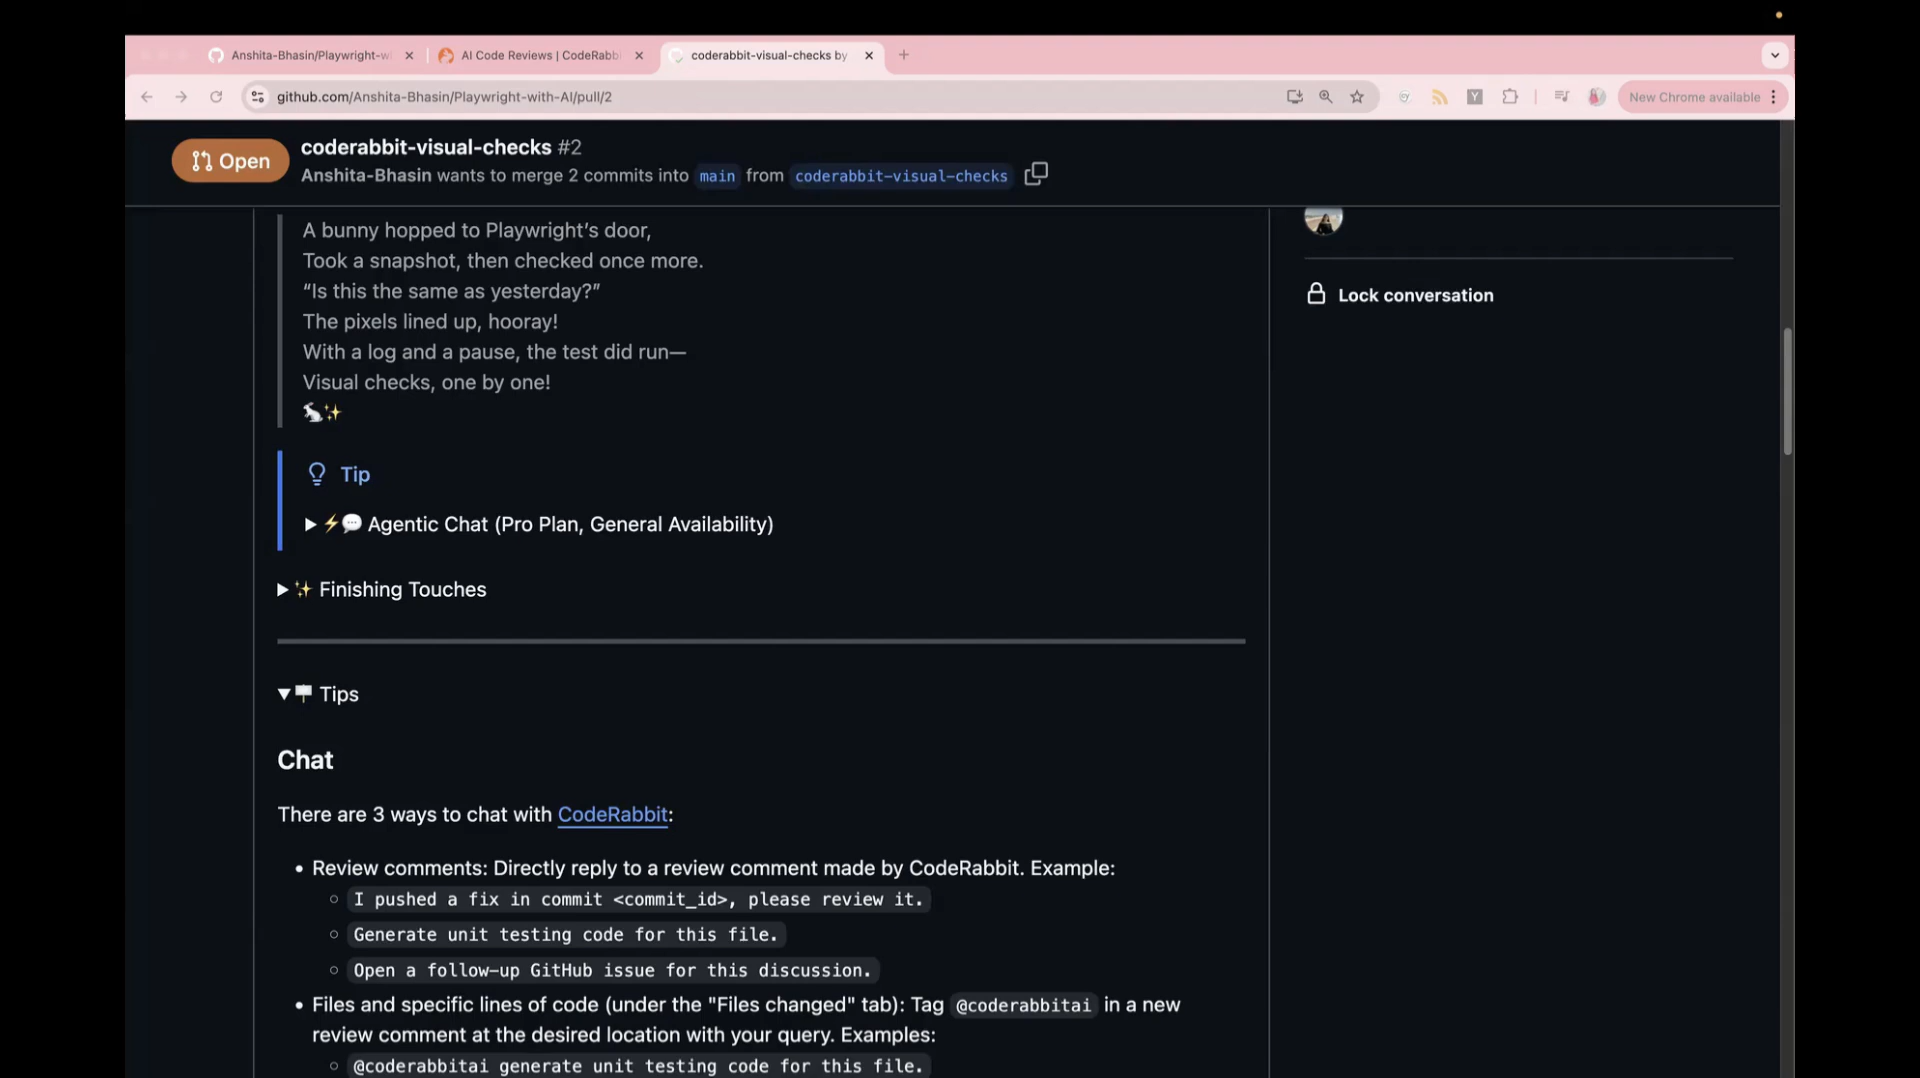 Anshita-Bhasin/Playwright-w
AI Code Reviews | CodeRabb
coderabbit-visual-checks by
github.com/Anshita-Bhasin/Playwright-with-AI/pull/2
New Chrome available
Open
coderabbit-visual-checks #2
Anshita-Bhasin wants to merge 2 commits into main from coderabbit-visual-checks
A bunny hopped to Playwright’s door,
Took a snapshot, then checked once more.
“Is this the same as yesterday?”
The pixels lined up, hooray!
With a log and a pause, the test did run—
Visual checks, one by one!
🐇✨
Lock conversation
Tip
⚡💬 Agentic Chat (Pro Plan, General Availability)
✨ Finishing Touches
🪧 Tips
Chat
There are 3 ways to chat with CodeRabbit:
• Review comments: Directly reply to a review comment made by CodeRabbit. Example:
○ I pushed a fix in commit <commit_id>, please review it.
○ Generate unit testing code for this file.
○ Open a follow-up GitHub issue for this discussion.
• Files and specific lines of code (under the "Files changed" tab): Tag @coderabbitai in a new
review comment at the desired location with your query. Examples:
○ @coderabbitai generate unit testing code for this file.